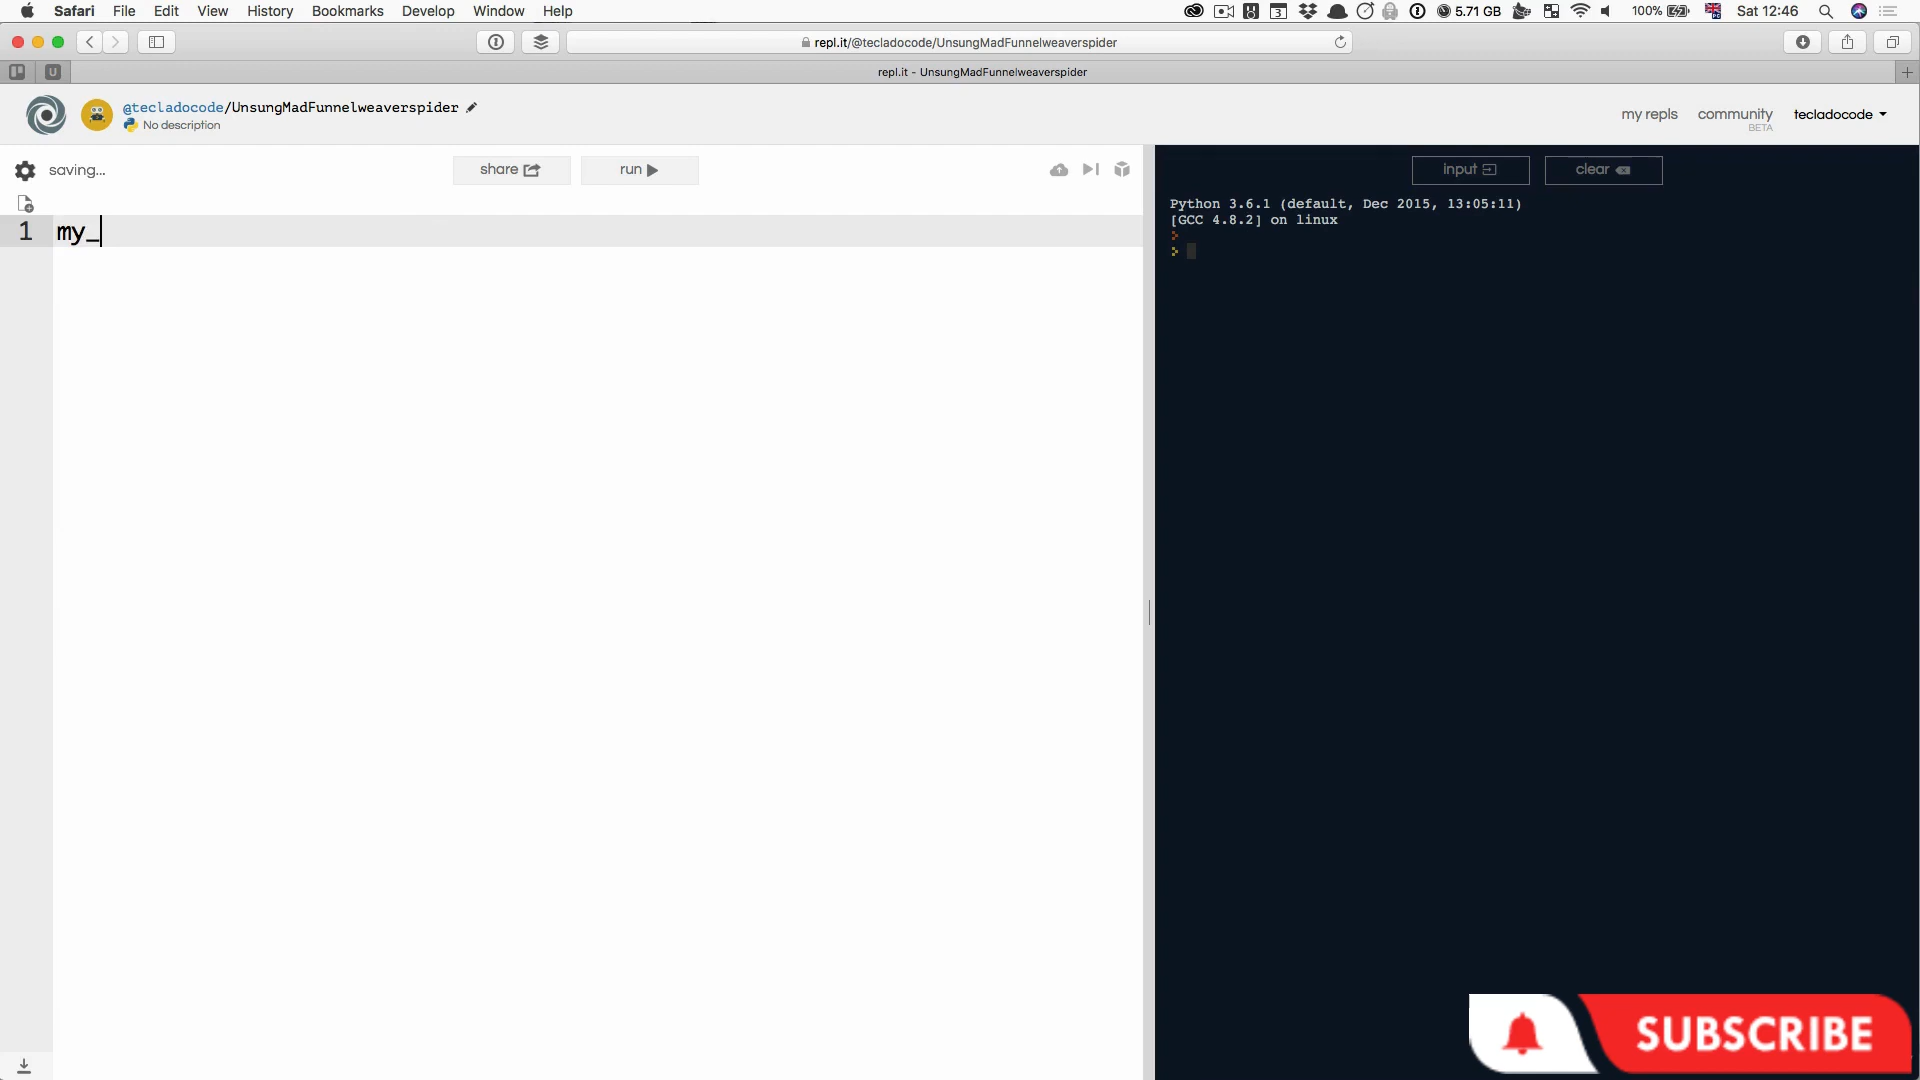 Safari File Edit View History Bookmarks Develop Window Help 3 5.71 GB 100% Sat 12:46
repl.it/@tecladocode/UnsungMadFunnelweaverspider
U repl.it - UnsungMadFunnelweaverspider
@tecladocode/UnsungMadFunnelweaverspider
No description
my repls community tecladocode
BETA
saving... share run
input clear
Python 3.6.1 (default, Dec 2015, 13:05:11)
[GCC 4.8.2] on linux
1 my_
SUBSCRIBE